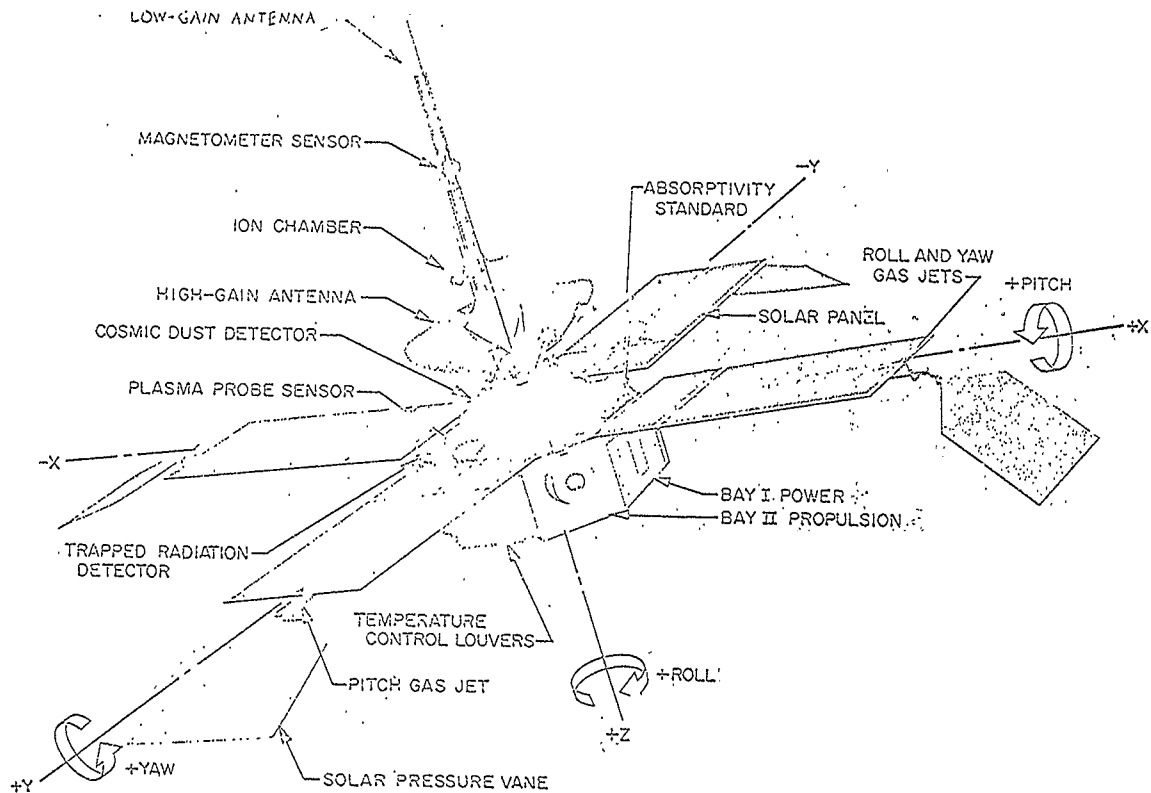 LOW-GAIN ANTENNA
MAGNETOMETER SENSOR
ION CHAMBER
HIGH-GAIN ANTENNA
COSMIC DUST DETECTOR
PLASMA PROBE SENSOR
-X
TRAPPED RADIATION
DETECTOR
-Y
ABSORPTIVITY
STANDARD
ROLL AND YAW
GAS JETS
+PITCH
+X
SOLAR PANEL
BAY I POWER
BAY II PROPULSION
TEMPERATURE
CONTROL LOUVERS
+ROLL
+Z
PITCH GAS JET
+YAW
+Y
SOLAR PRESSURE VANE